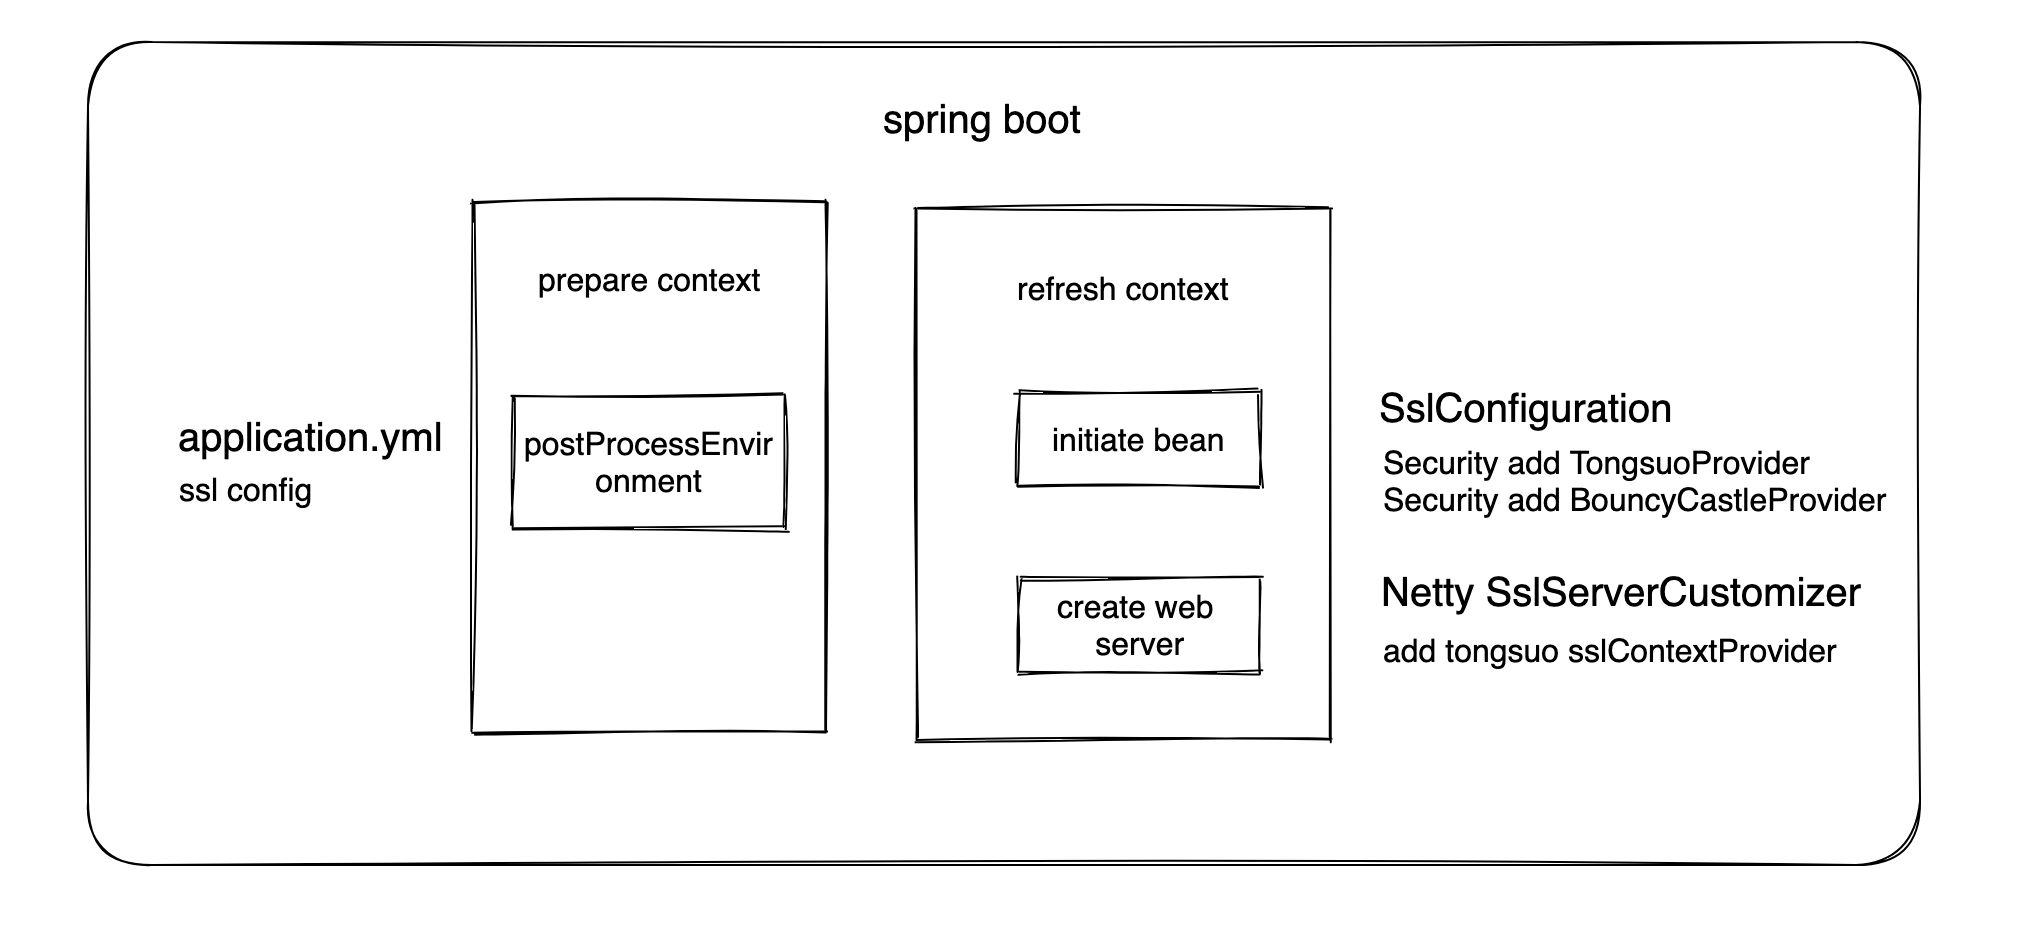 spring boot
prepare context
refresh context
application.yml
ssl config
postProcessEnvir
onment
initiate bean
SslConfiguration
Security add TongsuoProvider
Security add BouncyCastleProvider
create web
server
Netty SslServerCustomizer
add tongsuo sslContextProvider